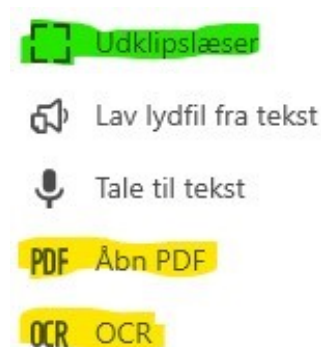 Udklipslæser
Lav lydfil fra tekst
Tale til tekst
PDF Åbn PDF
OCR OCR